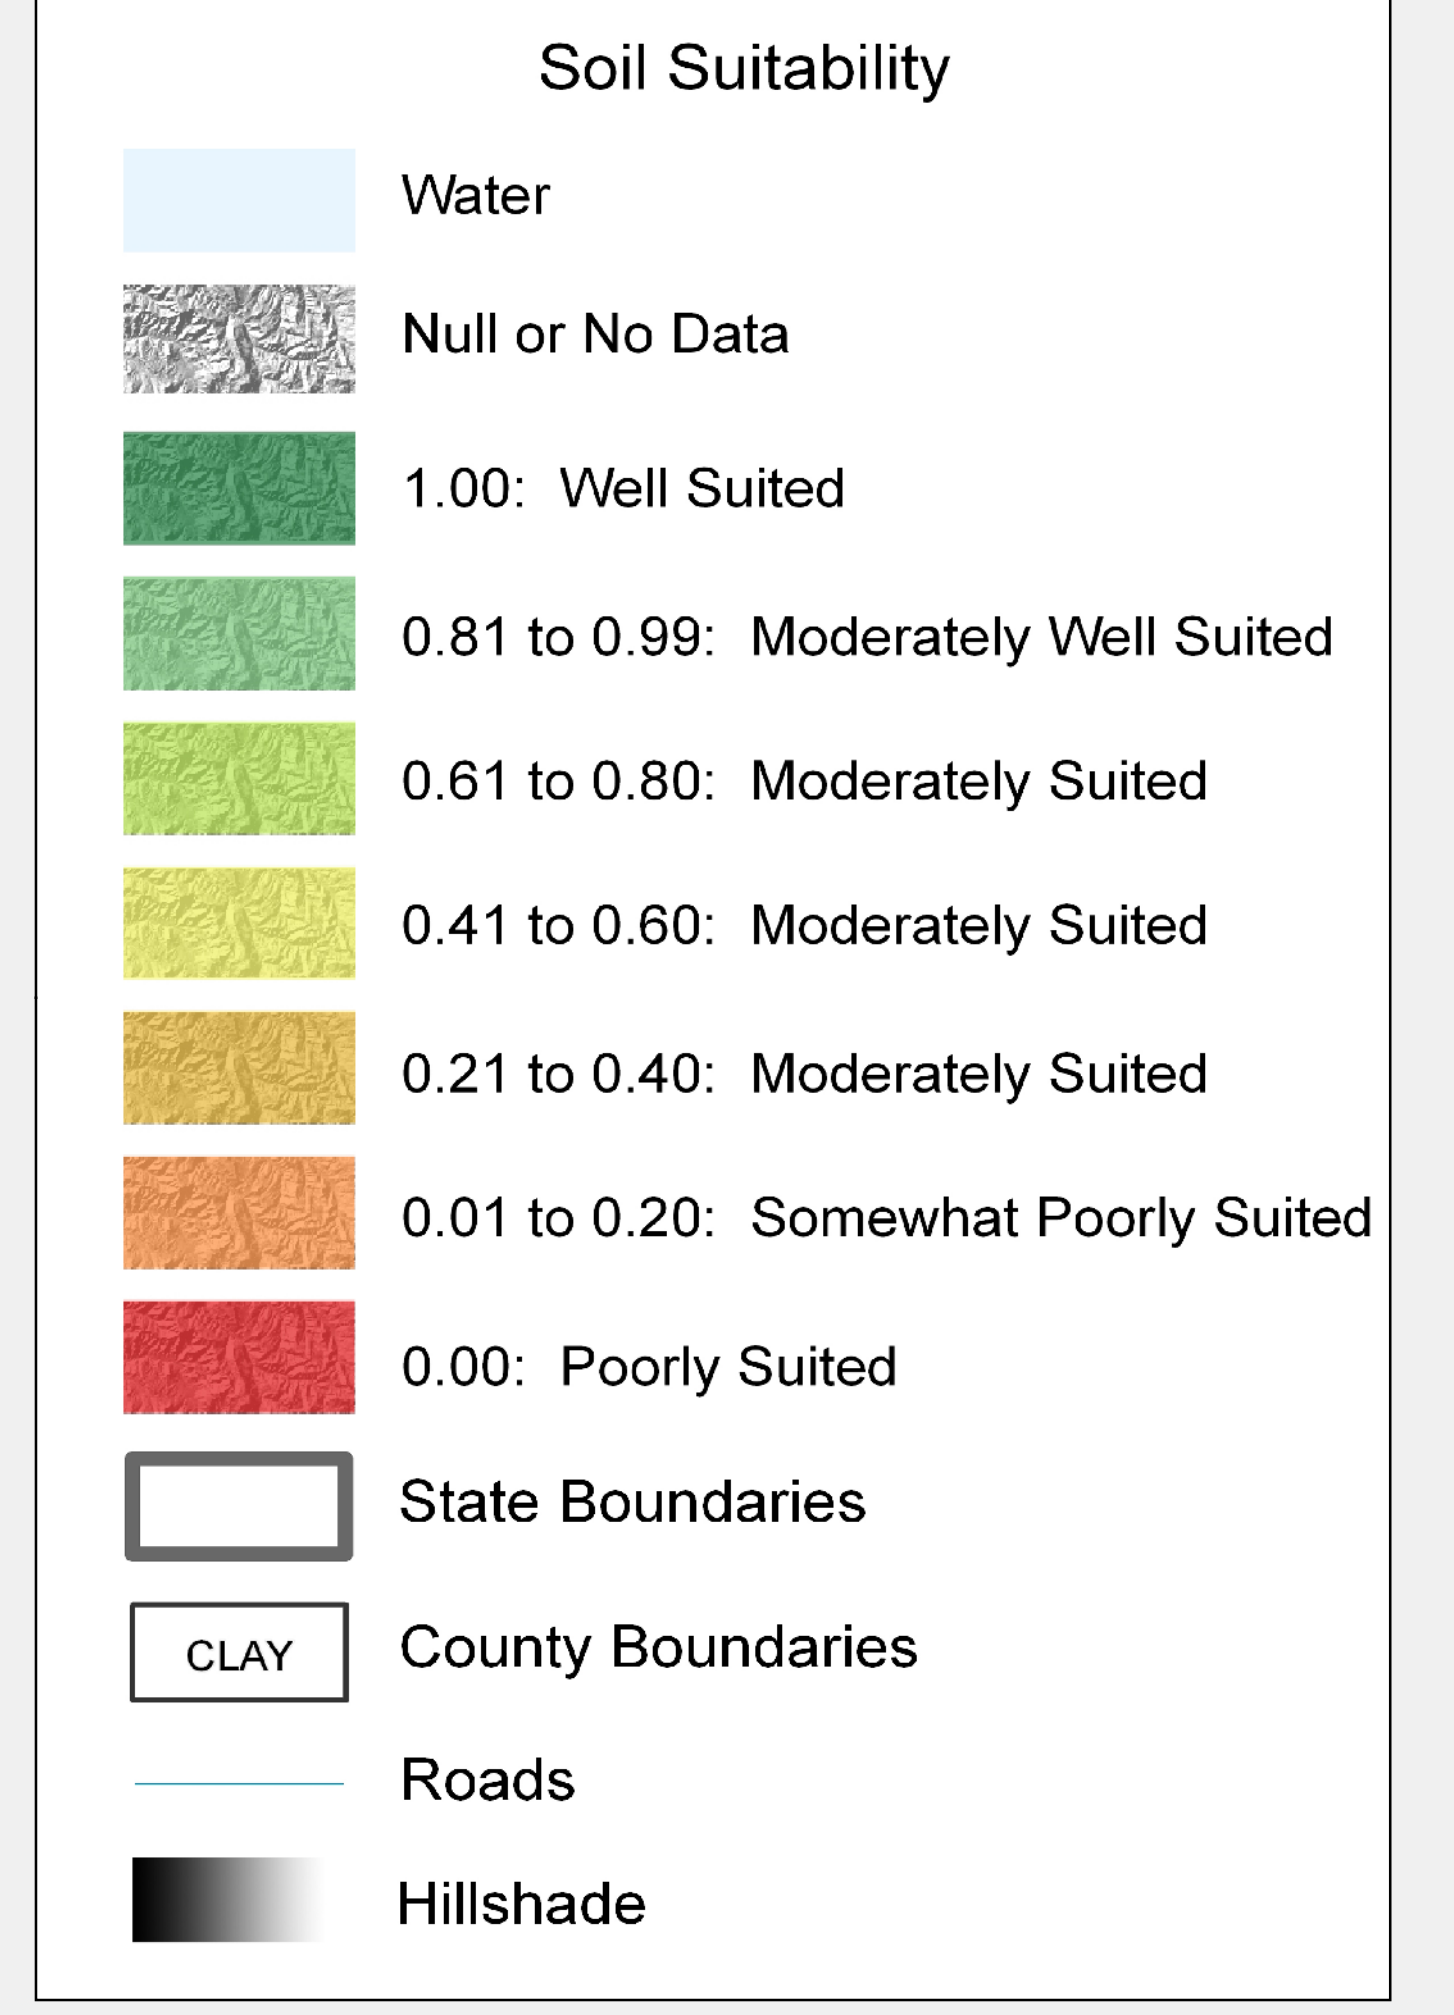 Soil Suitability
Water
Null or No Data
1.00: Well Suited
0.81 to 0.99: Moderately Well Suited
0.61 to 0.80: Moderately Suited
0.41 to 0.60: Moderately Suited
0.21 to 0.40: Moderately Suited
0.01 to 0.20: Somewhat Poorly Suited
0.00: Poorly Suited
State Boundaries
CLAY County Boundaries
Roads
Hillshade